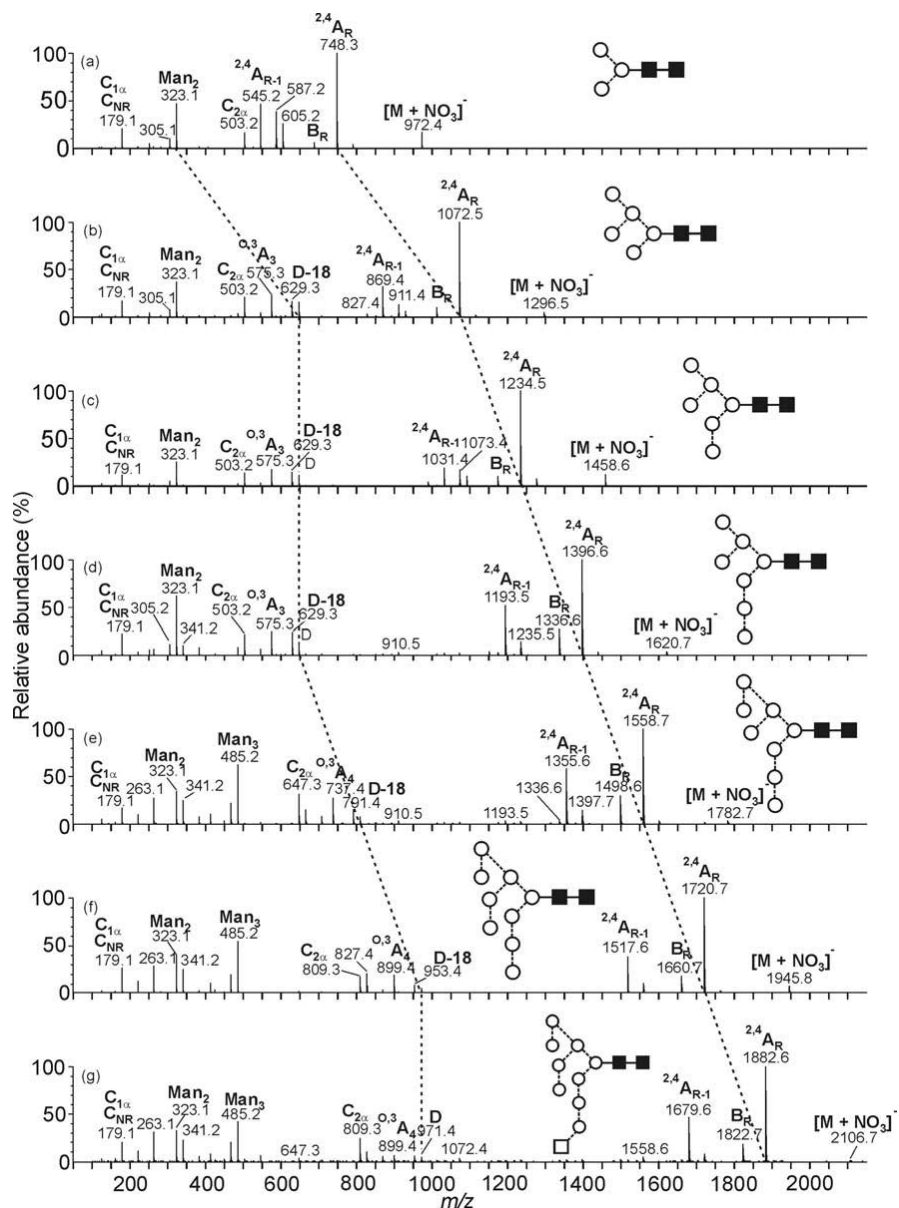 (a)
100
50
0
C1α
CNR
179.1
305.1
Man2
323.1
2,4AR-1
545.2
587.2
C2α
503.2
605.2
BR
2,4AR
748.3
[M + NO3]-
972.4
(b)
100
50
0
C1α
CNR
179.1
305.1
Man2
323.1
O,3A3
575.3
C2α
503.2
D-18
629.3
2,4AR-1
869.4
827.4
911.4
BR
2,4AR
1072.5
[M + NO3]-
1296.5
(c)
100
50
0
C1α
CNR
179.1
Man2
323.1
C2α
503.2
O,3A3
575.3
D-18
629.3
D
2,4AR-1
1031.4
1073.4
BR
2,4AR
1234.5
[M + NO3]-
1458.6
Relative abundance (%)
(d)
100
50
0
C1α
CNR
179.1
305.2
Man2
323.1
341.2
C2α
503.2
O,3A3
575.3
D-18
629.3
D
910.5
2,4AR-1
1193.5
1235.5
BR
1336.6
2,4AR
1396.6
[M + NO3]-
1620.7
(e)
100
50
0
C1α
CNR
179.1
263.1
Man2
323.1
341.2
Man3
485.2
C2α
647.3
O,3A4
737.4
D-18
791.4
910.5
1193.5
1336.6
2,4AR-1
1355.6
1397.7
BR
1498.6
2,4AR
1558.7
[M + NO3]-
1782.7
(f)
100
50
0
C1α
CNR
179.1
263.1
Man2
323.1
341.2
Man3
485.2
C2α
809.3
827.4
O,3A4
899.4
D-18
953.4
2,4AR-1
1517.6
BR
1660.7
2,4AR
1720.7
[M + NO3]-
1945.8
(g)
100
50
0
C1α
CNR
179.1
263.1
Man2
323.1
341.2
Man3
485.2
647.3
C2α
809.3
O,3A4
899.4
D
971.4
1072.4
1558.6
2,4AR-1
1679.6
BR
1822.7
2,4AR
1882.6
[M + NO3]-
2106.7
200 400 600 800 1000 1200 1400 1600 1800 2000
m/z